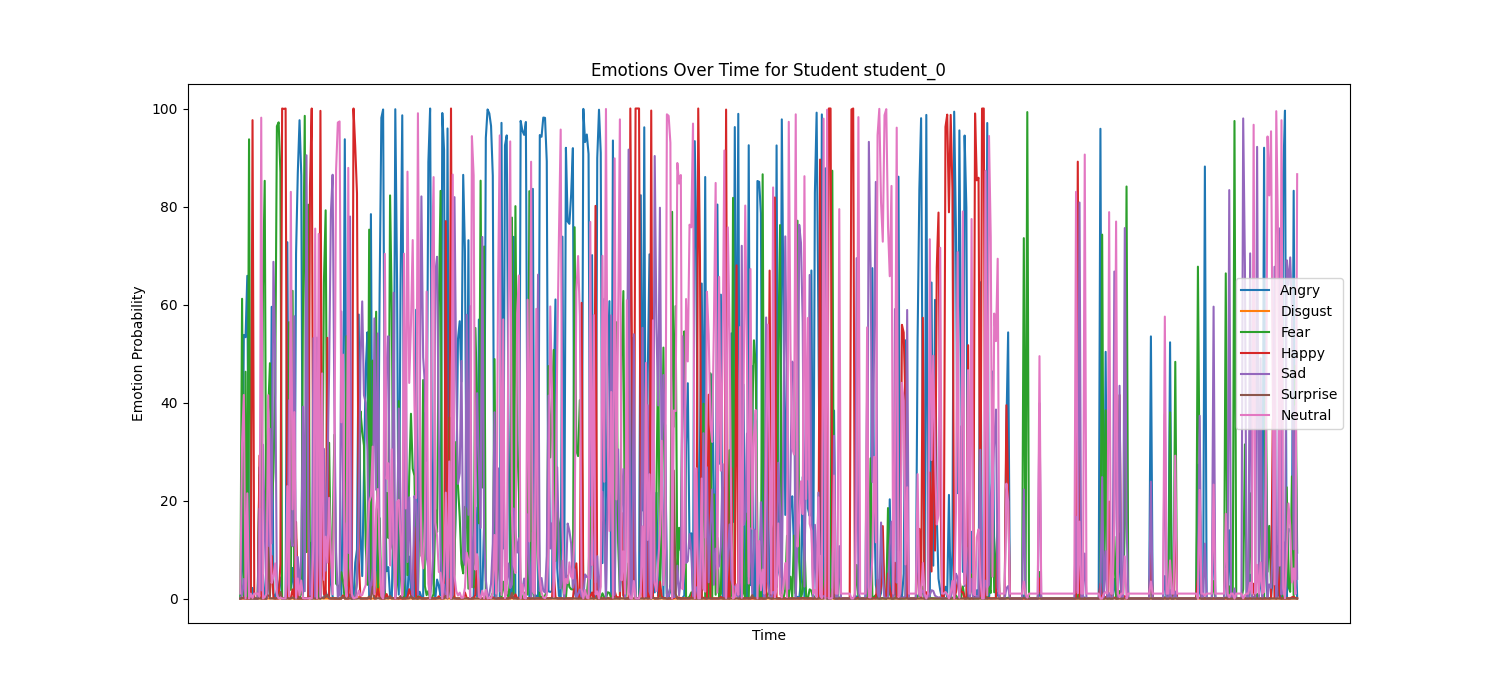 Emotions Over Time for Student student_0
100
80
60
40
20
0
Emotion Probability
Time
Angry
Disgust
Fear
Happy
Sad
Surprise
Neutral